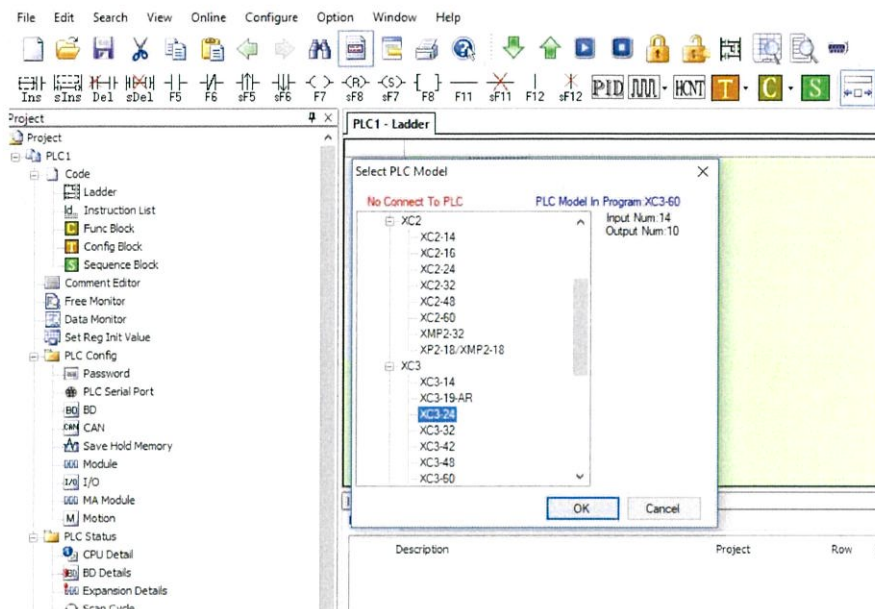 File Edit Search View Online Configure Option Window Help
Ins sIns Del sDel F5 F6 sF5 sF6 F7 sF8 sF7 F8 F11 sF11 F12 sF12 PID HCNT T C S
Project
PLC1 - Ladder
Project
PLC1
Code
Ladder
Instruction List
Func Block
Config Block
Sequence Block
Comment Editor
Free Monitor
Data Monitor
Set Reg Init Value
PLC Config
Password
PLC Serial Port
BD
CAN
Save Hold Memory
Module
I/O
MA Module
Motion
PLC Status
CPU Detail
BD Details
Expansion Details
Scan Cycle
Select PLC Model
No Connect To PLC
PLC Model In Program:XC3-60
Input Num:14
Output Num:10
XC2
XC2-14
XC2-16
XC2-24
XC2-32
XC2-48
XC2-60
XMP2-32
XP2-18/XMP2-18
XC3
XC3-14
XC3-19-AR
XC3-24
XC3-32
XC3-42
XC3-48
XC3-60
OK Cancel
Description Project Row